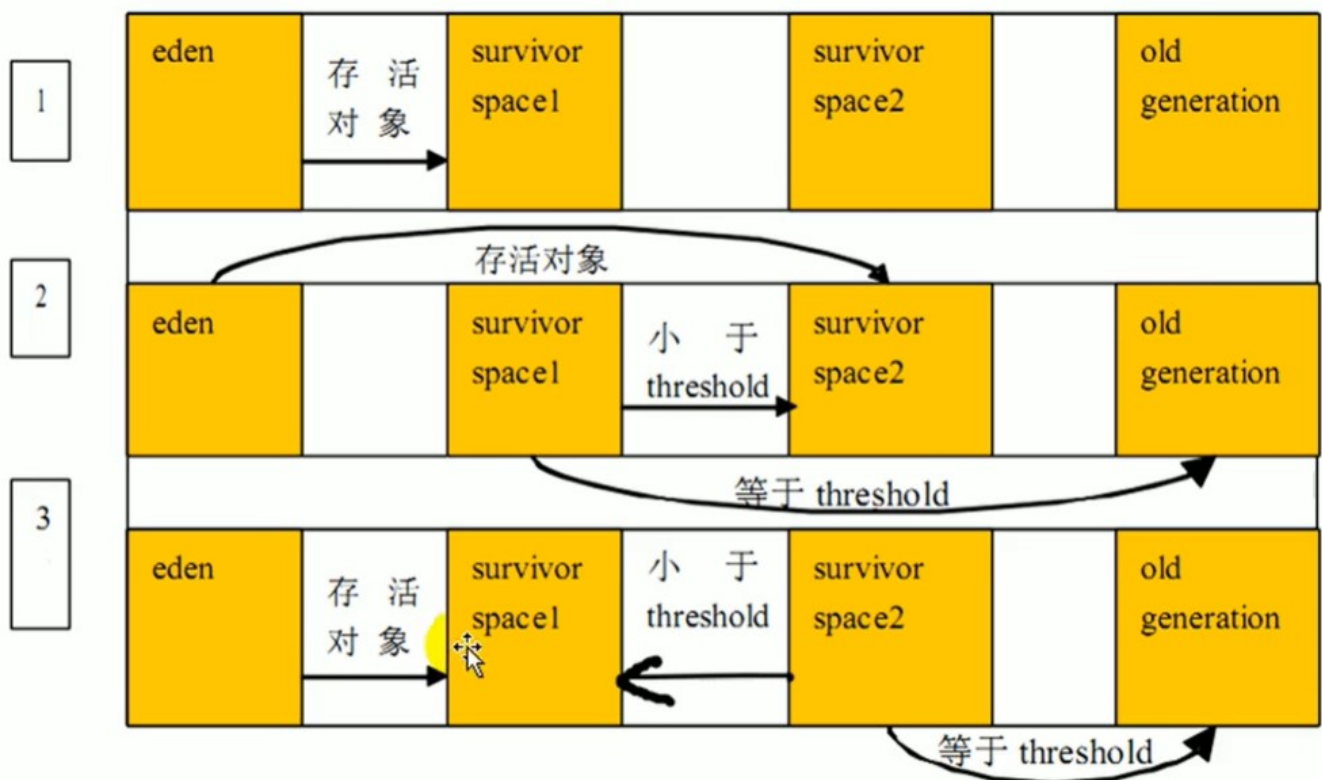 1
eden
存 活
对 象
survivor
space1
survivor
space2
old
generation
存活对象
2
eden
survivor
space1
小 于
threshold
survivor
space2
old
generation
等于 threshold
3
eden
存 活
对 象
survivor
space1
小 于
threshold
survivor
space2
old
generation
等于 threshold